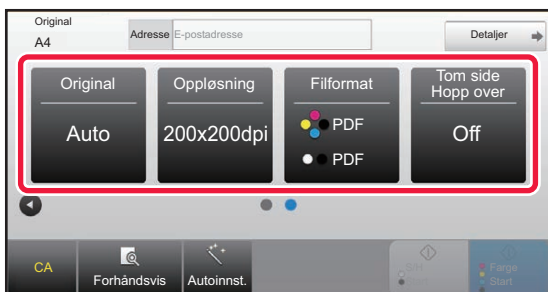 Original
A4
Adresse E-postadresse
Detaljer
Original
Auto
Oppløsning
200x200dpi
Filformat
PDF
PDF
Tom side
Hopp over
Off
CA
Forhåndsvis
Autoinnst.
S/H
Start
Farge
Start